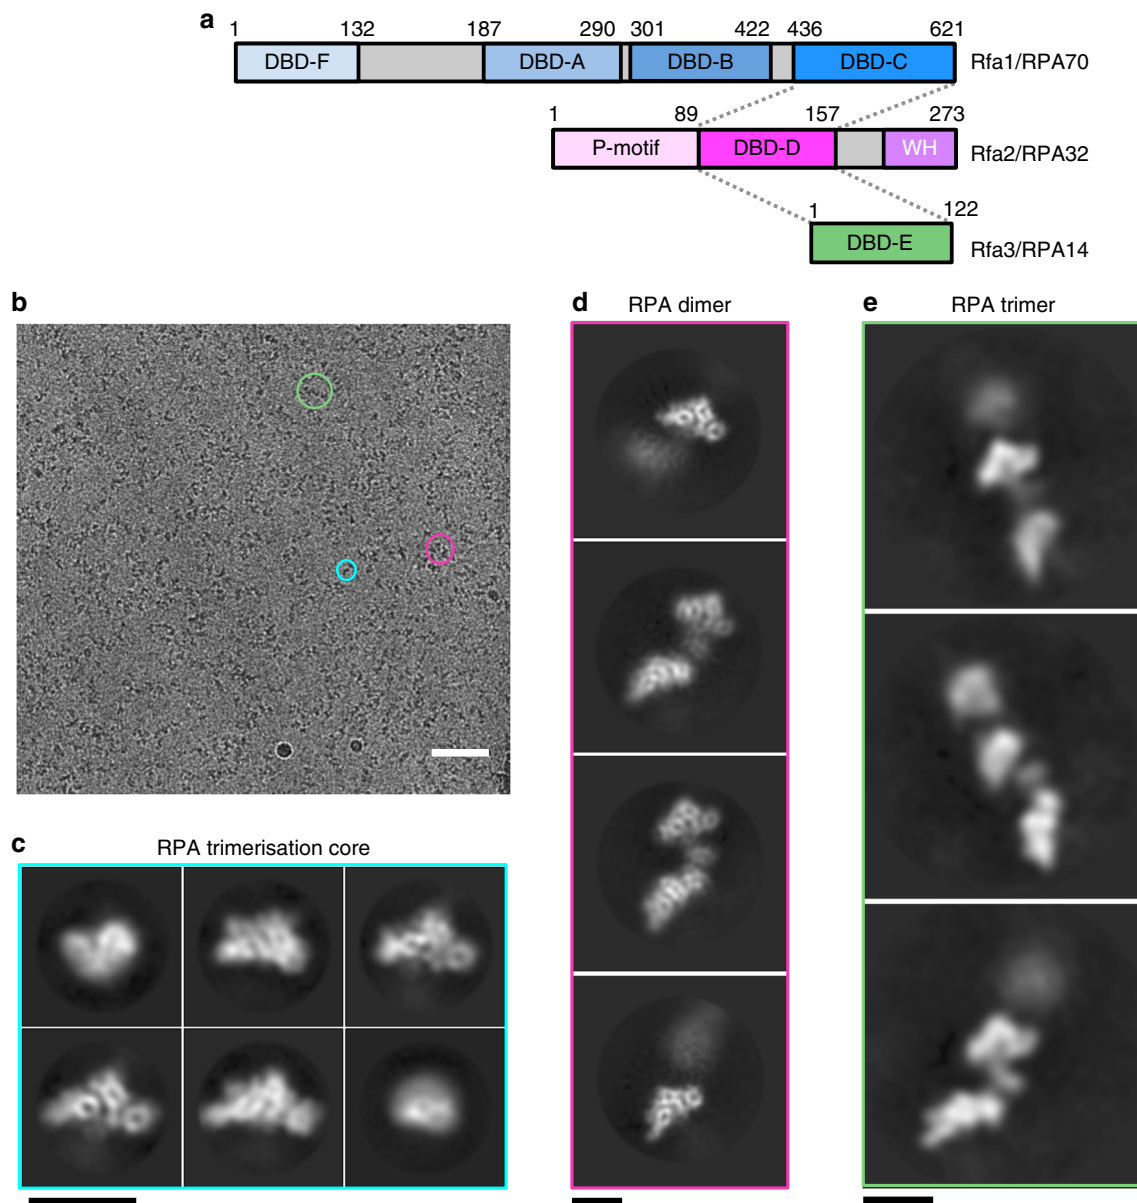 a
1 132 187 290 301 422 436 621
DBD-F DBD-A DBD-B DBD-C Rfa1/RPA70
1 89 157 273
P-motif DBD-D WH Rfa2/RPA32
1 122
DBD-E Rfa3/RPA14
b
c RPA trimerisation core
d RPA dimer
e RPA trimer